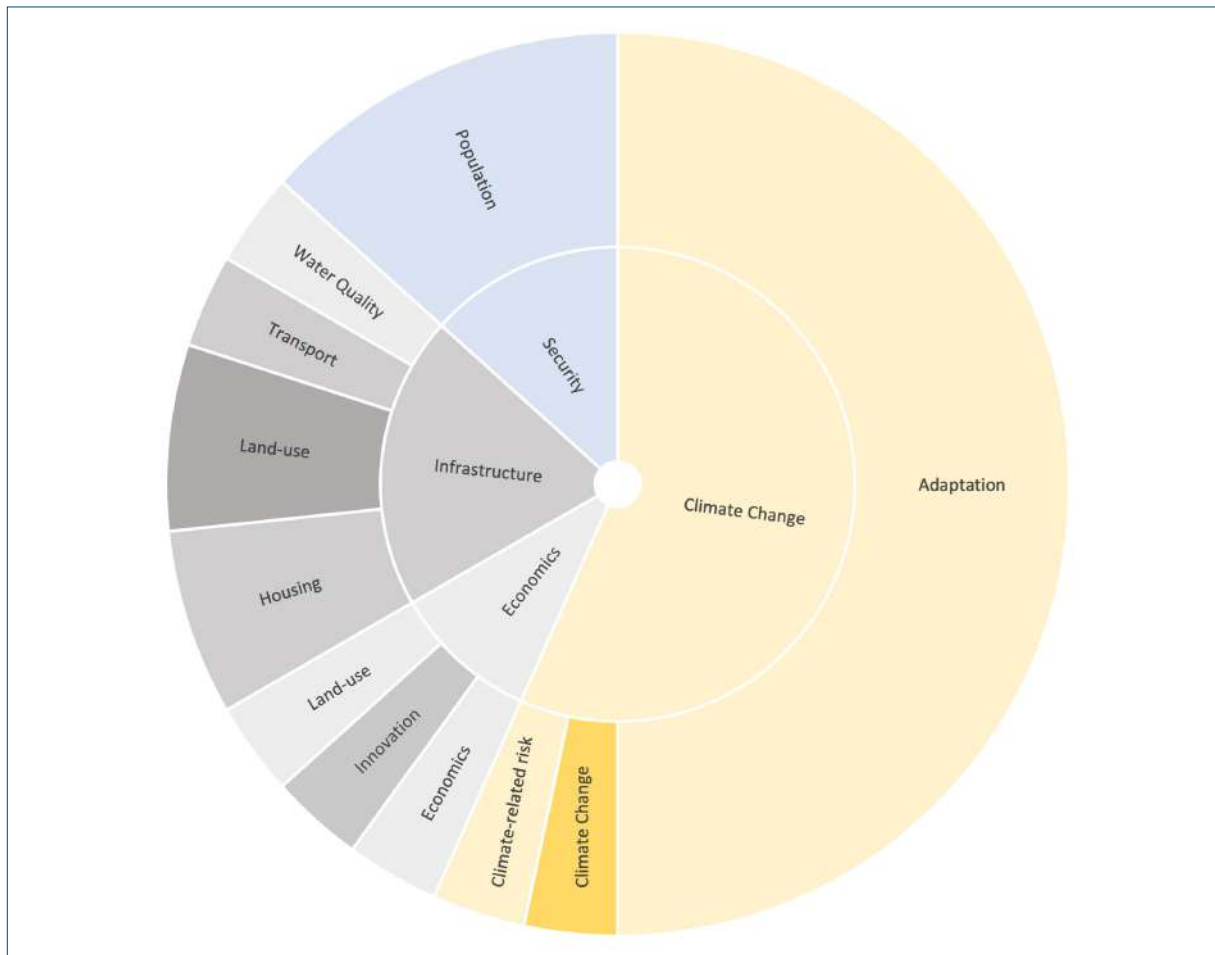 Population
Water Quality
Security
Transport
Land-use
Infrastructure
Adaptation
Climate Change
Economics
Housing
Land-use
Innovation
Economics
Climate-related risk
Climate Change